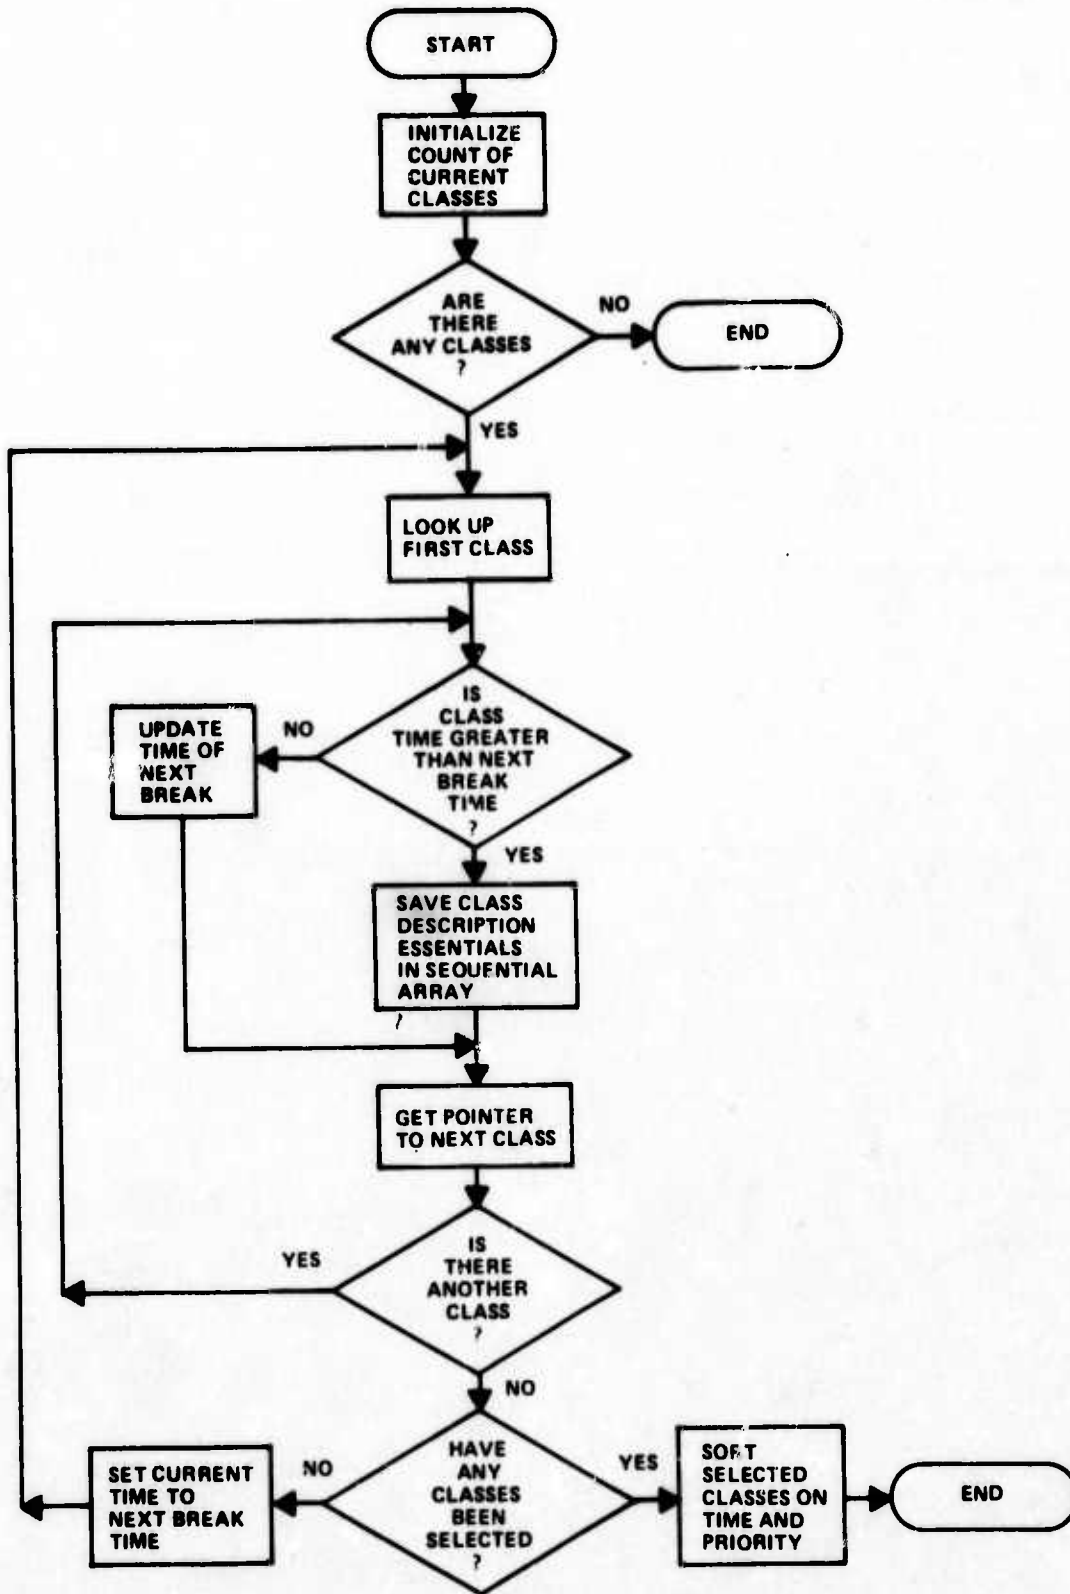 START
INITIALIZE
COUNT OF
CURRENT
CLASSES
ARE
THERE
ANY CLASSES
?
NO
END
YES
LOOK UP
FIRST CLASS
IS
CLASS
TIME GREATER
THAN NEXT
BREAK
TIME
?
NO
UPDATE
TIME OF
NEXT
BREAK
YES
SAVE CLASS
DESCRIPTION
ESSENTIALS
IN SEQUENTIAL
ARRAY
GET POINTER
TO NEXT CLASS
IS
THERE
ANOTHER
CLASS
?
YES
NO
HAVE
ANY
CLASSES
BEEN
SELECTED
?
NO
SET CURRENT
TIME TO
NEXT BREAK
TIME
YES
SORT
SELECTED
CLASSES ON
TIME AND
PRIORITY
END